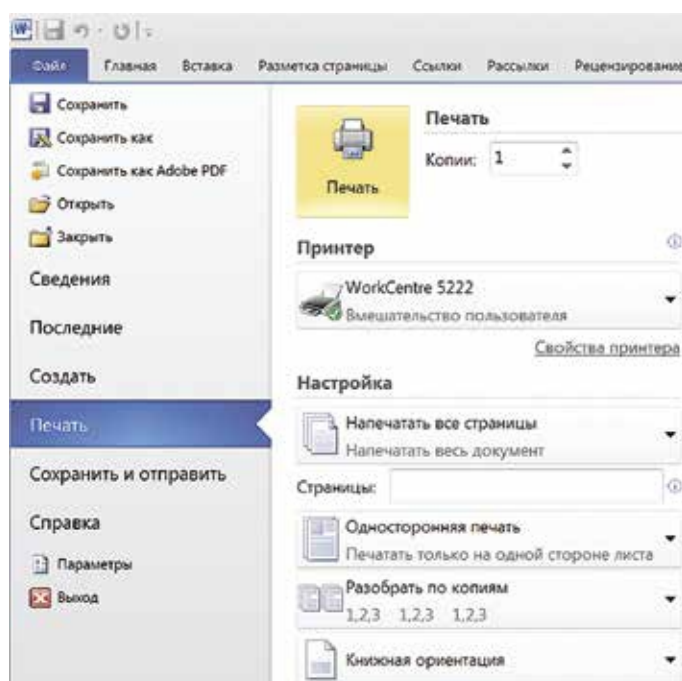 Файл Главная Вставка Разметка страницы Ссылки Рассылки Рецензирование
Сохранить
Сохранить как
Сохранить как Adobe PDF
Открыть
Закрыть
Сведения
Последние
Создать
Печать
Сохранить и отправить
Справка
Параметры
Выход
Печать
Печать
Копии: 1
Принтер
WorkCentre 5222
Вмешательство пользователя
Свойства принтера
Настройка
Напечатать все страницы
Напечатать весь документ
Страницы:
Односторонняя печать
Печатать только на одной стороне листа
Разобрать по копиям
1,2,3 1,2,3 1,2,3
Книжная ориентация